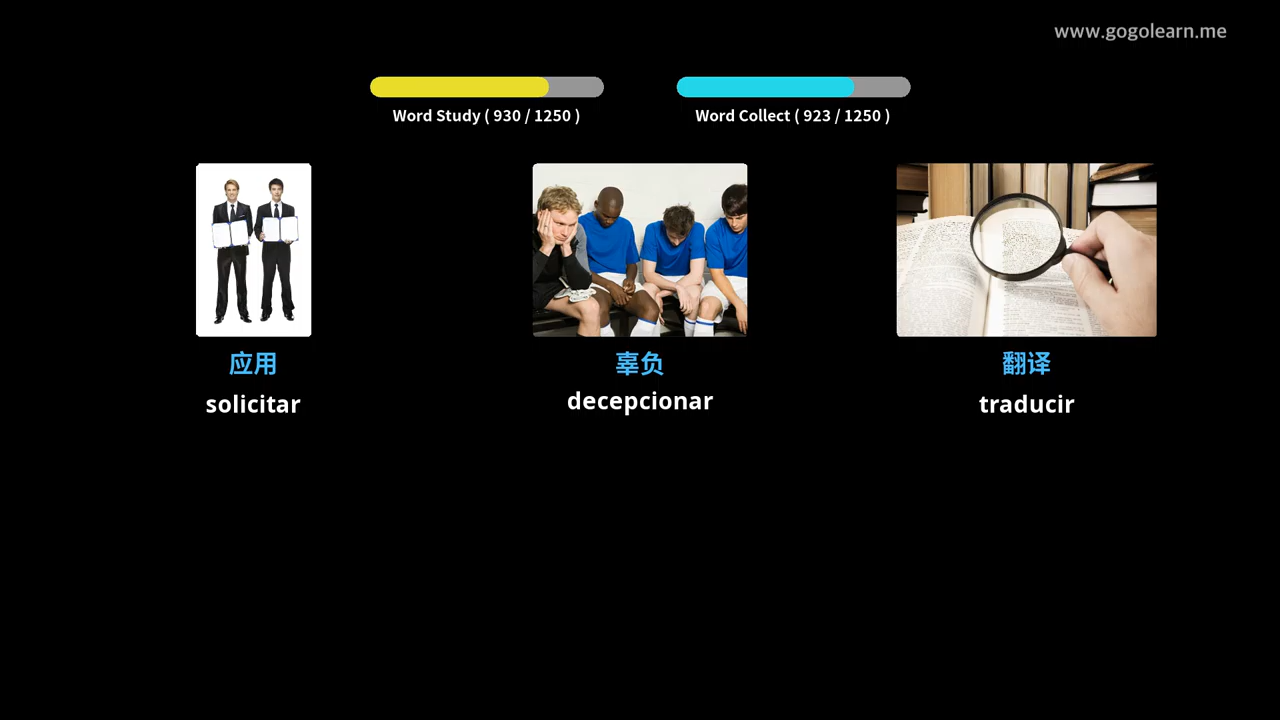 www.gogolearn.me
Word Study ( 930 / 1250 )
Word Collect ( 923 / 1250 )
应用
辜负
翻译
solicitar
decepcionar
traducir